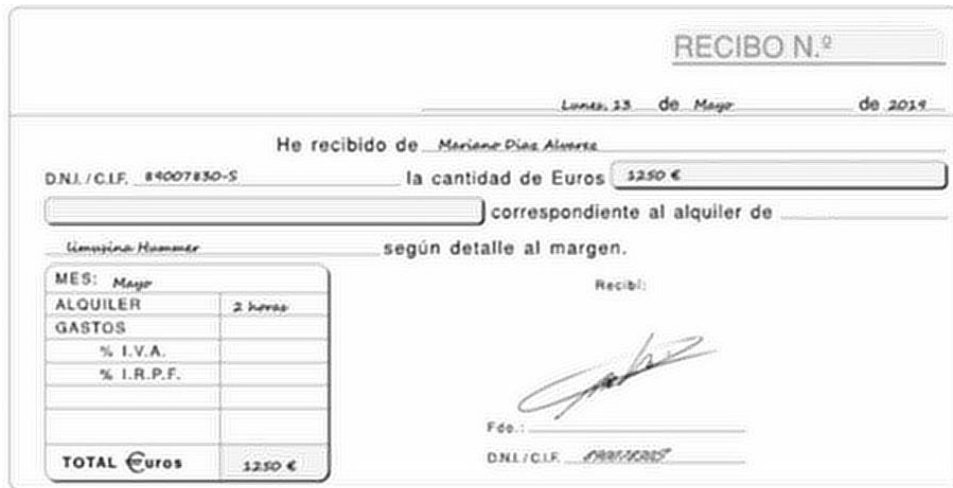 RECIBO N.º
Lunes, 13 de Mayo de 2019
He recibido de Mariano Diaz Alvarez
D.N.I. / C.I.F. 89007830-S la cantidad de Euros 1250 €
correspondiente al alquiler de
limusina Hummer según detalle al margen.
MES: Mayo
Recibí:
ALQUILER 2 horas
GASTOS
% I.V.A.
% I.R.P.F.
Fdo.:
TOTAL €uros 1250 €
D.N.I. / C.I.F.